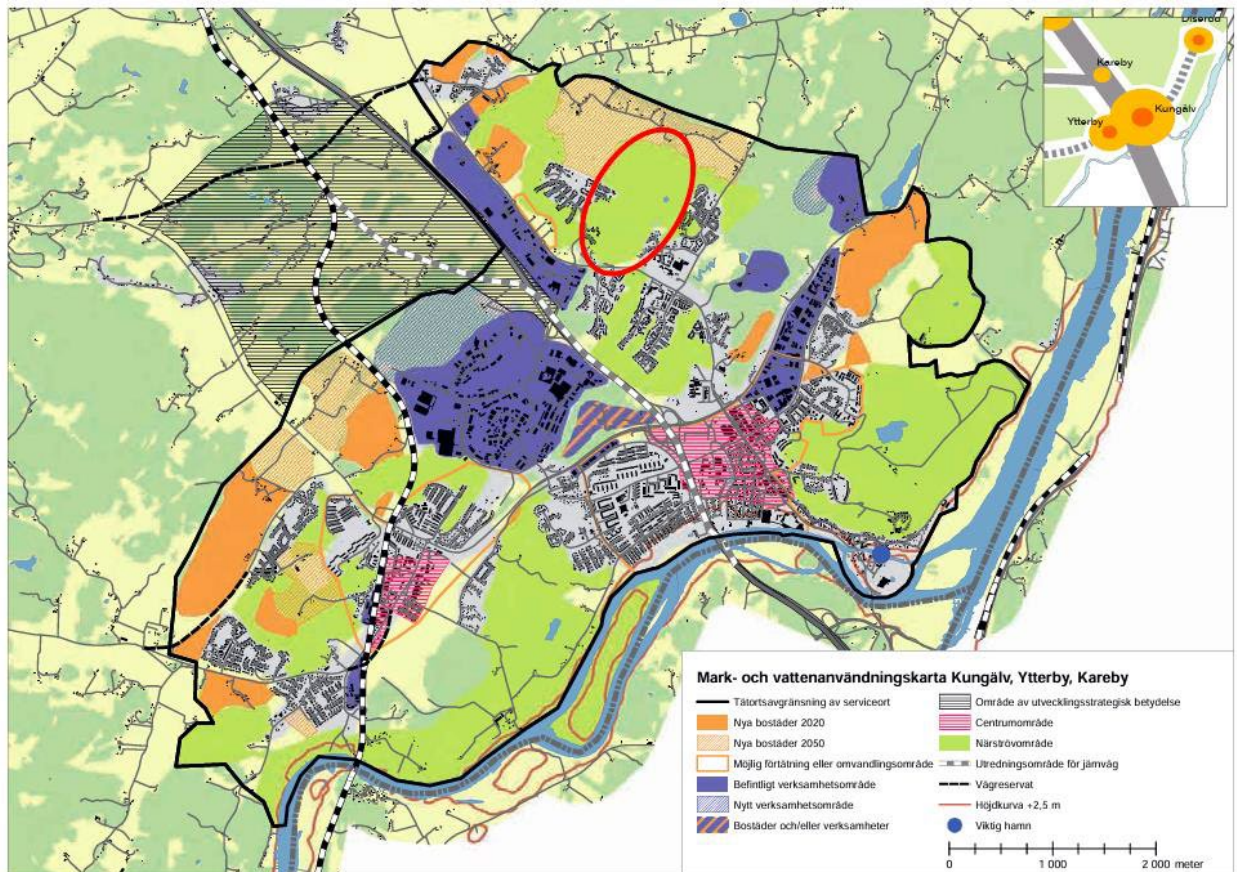 Diseröd
Kareby
Kungälv
Ytterby
Mark- och vattenanvändningskarta Kungälv, Ytterby, Kareby
Tätortsavgränsning av serviceort
Nya bostäder 2020
Nya bostäder 2050
Möjlig förtätning eller omvandlingsområde
Befintligt verksamhetsområde
Nytt verksamhetsområde
Bostäder och/eller verksamheter
Område av utvecklingsstrategisk betydelse
Centrumområde
Närströvområde
Utredningsområde för järnväg
Vägreservat
Höjdkurva +2,5 m
Viktig hamn
0 1 000 2 000 meter